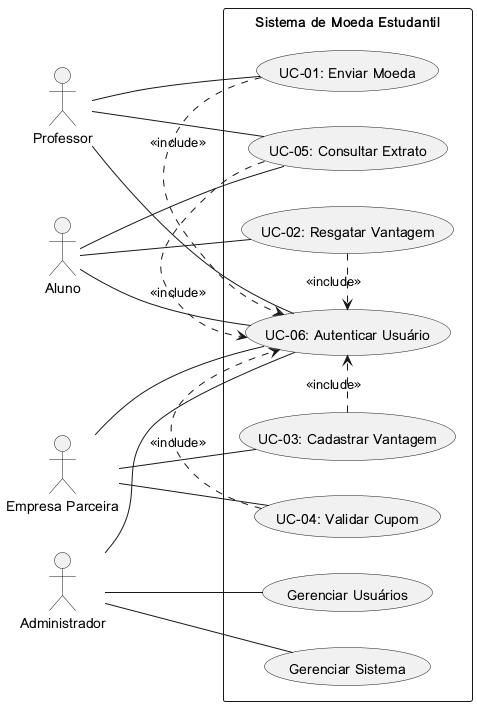 Sistema de Moeda Estudantil
UC-01: Enviar Moeda
Professor
«include»
UC-05: Consultar Extrato
UC-02: Resgatar Vantagem
Aluno
«include»
«include»
UC-06: Autenticar Usuário
«include»
UC-03: Cadastrar Vantagem
«include»
Empresa Parceira
UC-04: Validar Cupom
Gerenciar Usuários
Administrador
Gerenciar Sistema